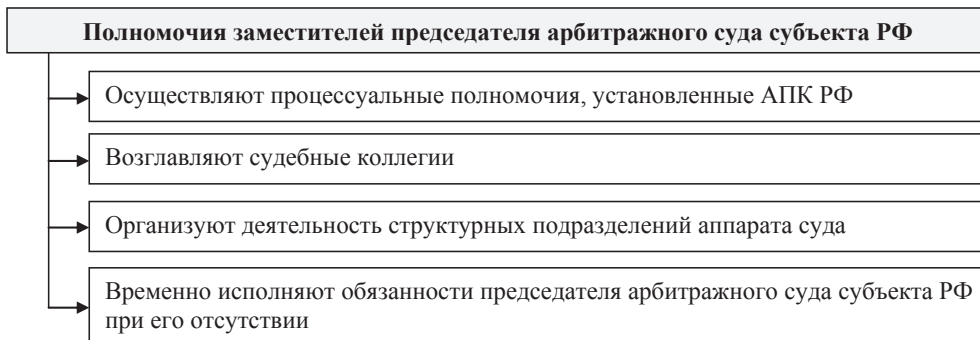 Полномочия заместителей председателя арбитражного суда субъекта РФ
Осуществляют процессуальные полномочия, установленные АПК РФ
Возглавляют судебные коллегии
Организуют деятельность структурных подразделений аппарата суда
Временно исполняют обязанности председателя арбитражного суда субъекта РФ
при его отсутствии